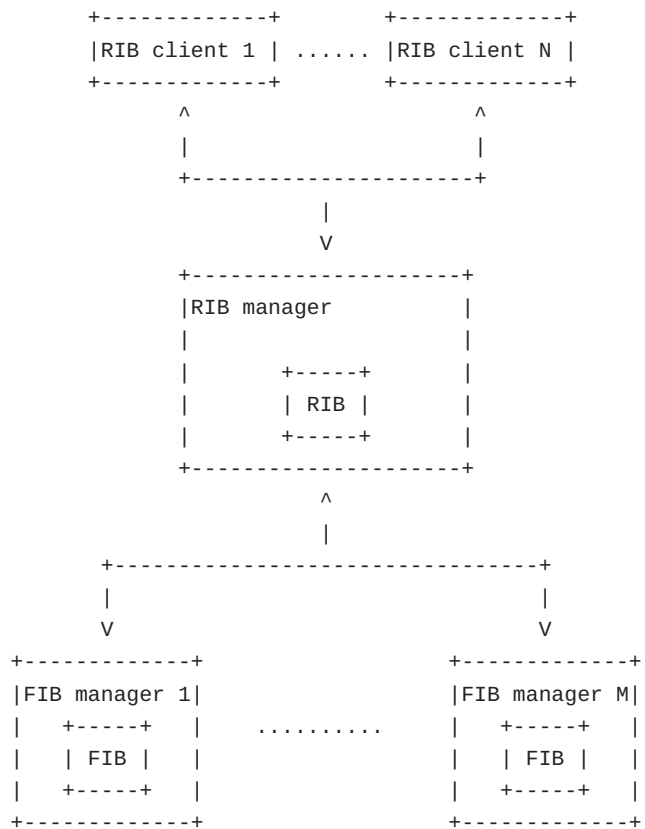 RIB client 1 ...... RIB client N
RIB manager
RIB
FIB manager 1 FIB manager M
..........
FIB FIB